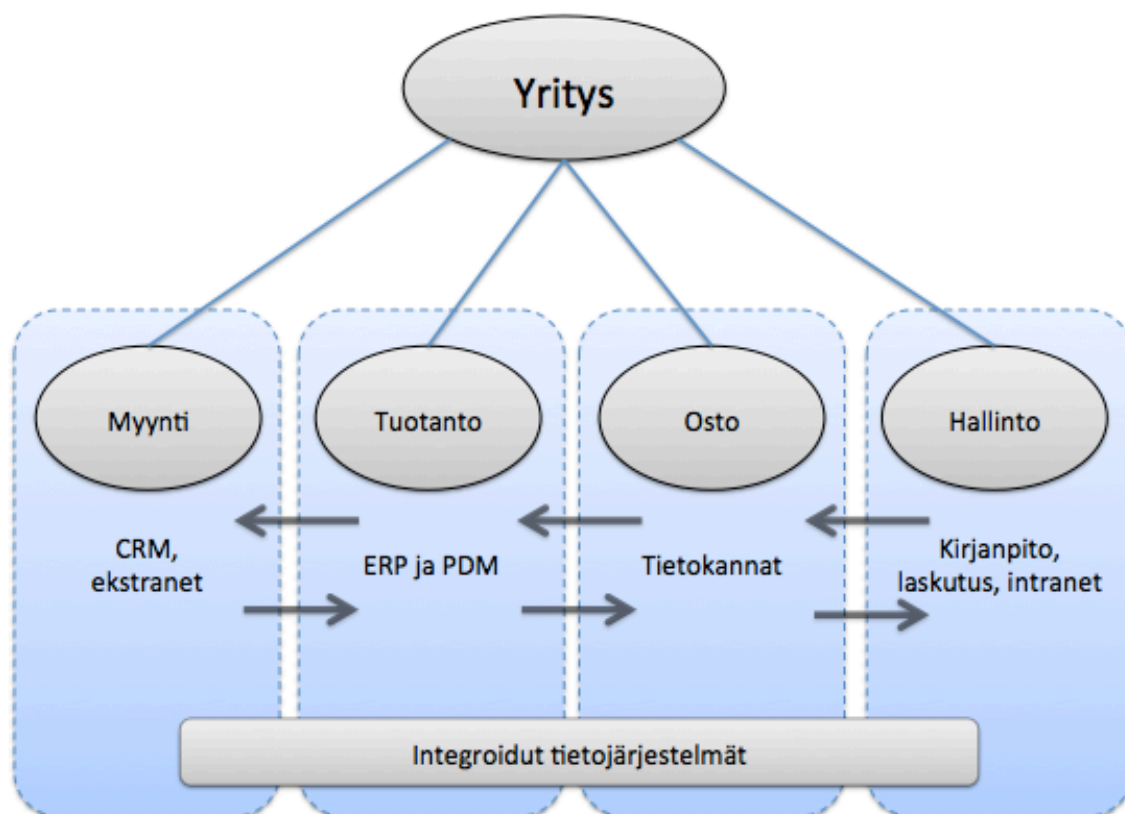 Yritys
Myynti
Tuotanto
Osto
Hallinto
CRM,
ekstranet
ERP ja PDM
Tietokannat
Kirjanpito,
laskutus, intranet
Integroidut tietojärjestelmät